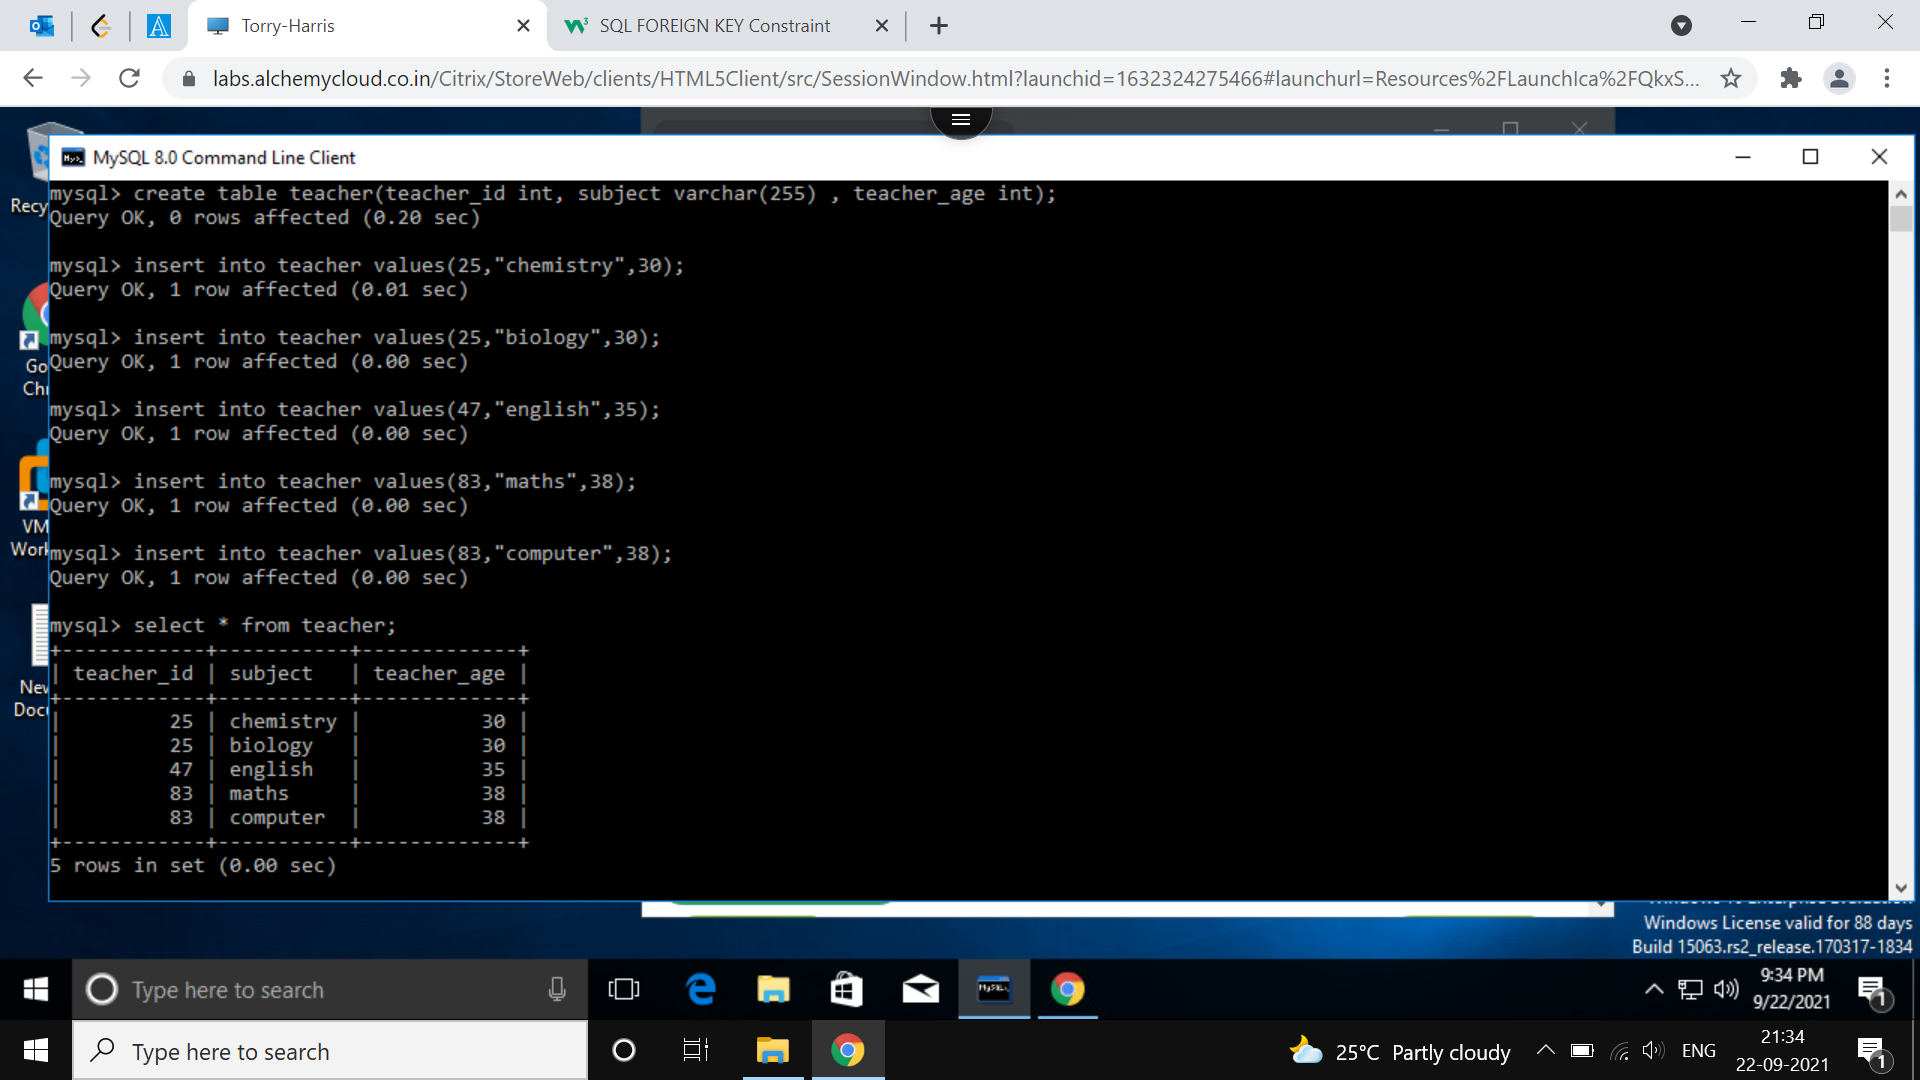 Torry-Harris
SQL FOREIGN KEY Constraint
labs.alchemycloud.co.in/Citrix/StoreWeb/clients/HTML5Client/src/SessionWindow.html?launchid=1632324275466#launchurl=Resources%2FLaunchIca%2FQkxS...
MySQL 8.0 Command Line Client
mysql> create table teacher(teacher_id int, subject varchar(255) , teacher_age int);
Query OK, 0 rows affected (0.20 sec)
mysql> insert into teacher values(25,"chemistry",30);
Query OK, 1 row affected (0.01 sec)
mysql> insert into teacher values(25,"biology",30);
Query OK, 1 row affected (0.00 sec)
mysql> insert into teacher values(47,"english",35);
Query OK, 1 row affected (0.00 sec)
mysql> insert into teacher values(83,"maths",38);
Query OK, 1 row affected (0.00 sec)
mysql> insert into teacher values(83,"computer",38);
Query OK, 1 row affected (0.00 sec)
mysql> select * from teacher;
+------------+-----------+-------------+
| teacher_id | subject   | teacher_age |
+------------+-----------+-------------+
|         25 | chemistry |          30 |
|         25 | biology   |          30 |
|         47 | english   |          35 |
|         83 | maths     |          38 |
|         83 | computer  |          38 |
+------------+-----------+-------------+
5 rows in set (0.00 sec)
Recy
Go
Chr
VM
Work
New
Docu
Windows License valid for 88 days
Build 15063.rs2_release.170317-1834
Type here to search
9:34 PM
9/22/2021
1
Type here to search
25°C Partly cloudy
ENG
21:34
22-09-2021
1